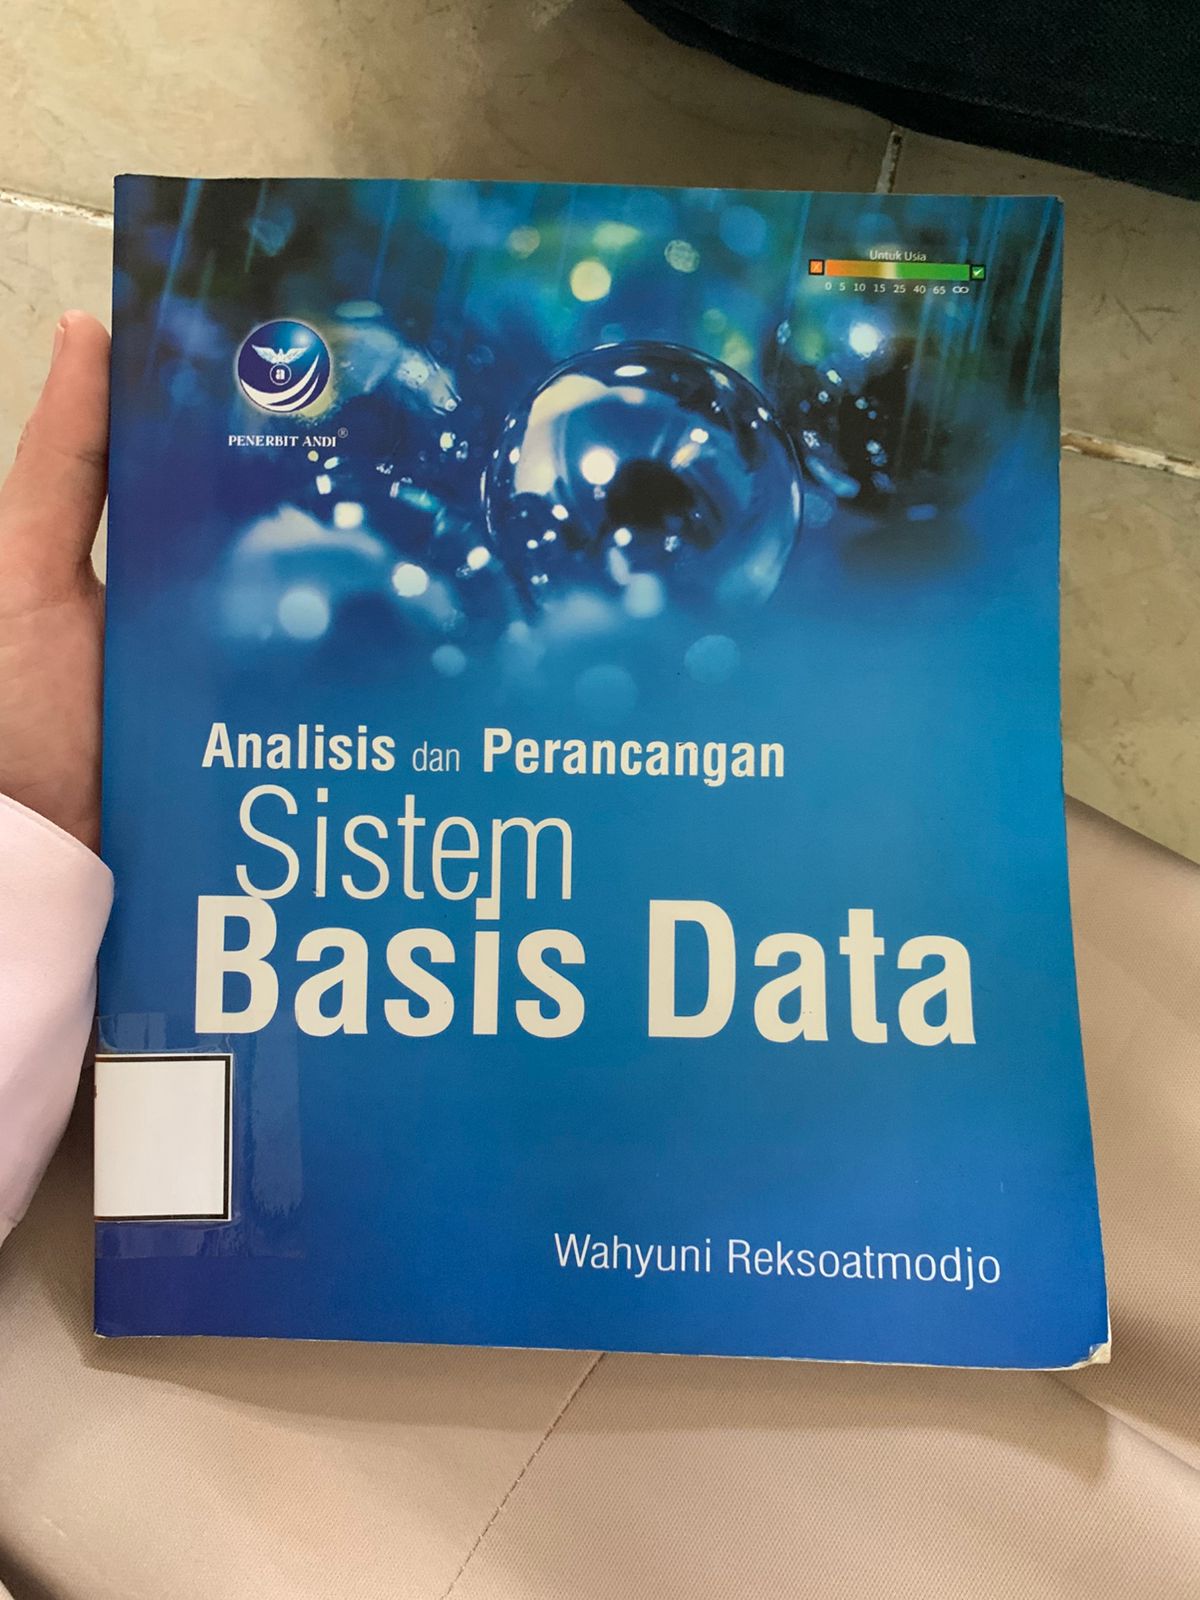 Untuk Usia
0 5 10 15 25 40 65 ∞
a
PENERBIT ANDI®
Analisis dan Perancangan
Sistem
Basis Data
Wahyuni Reksoatmodjo